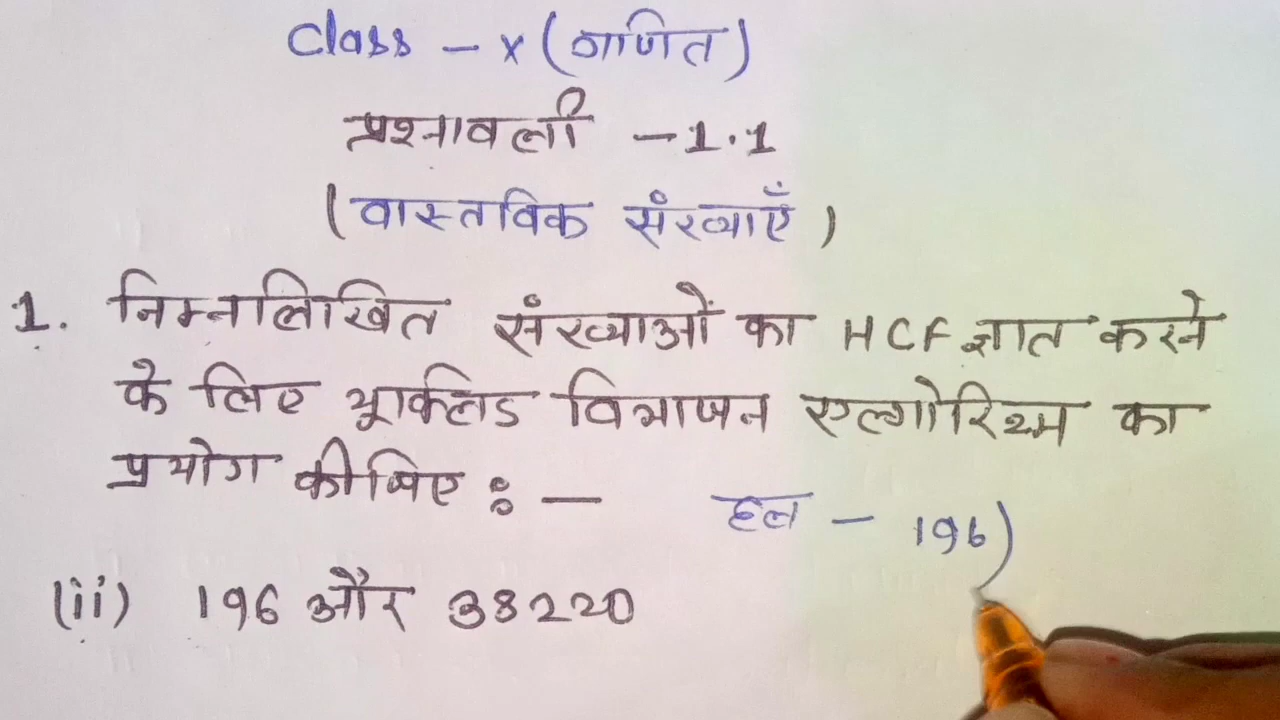 Class - X (गणित)
प्रश्नावली - 1.1
(वास्तविक संख्याएँ)
1. निम्नलिखित संख्याओं का HCF ज्ञात करने
के लिए यूक्लिड विभाजन एल्गोरिथ्म का
प्रयोग कीजिए : -
हल - 196)
(ii) 196 और 38220